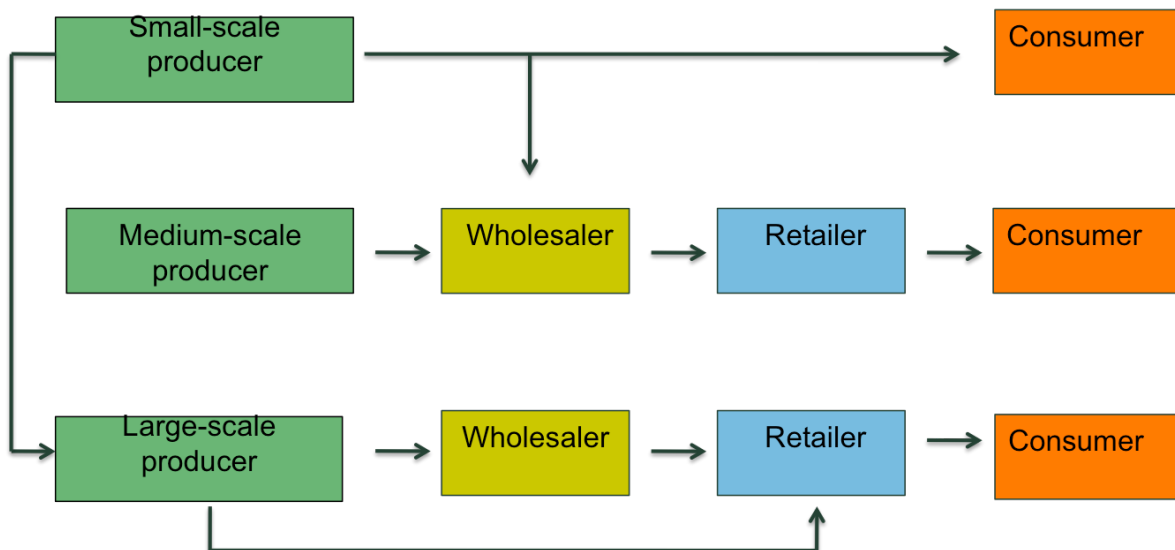 Small-scale
producer
Consumer
Medium-scale
producer
Wholesaler
Retailer
Consumer
Large-scale
producer
Wholesaler
Retailer
Consumer